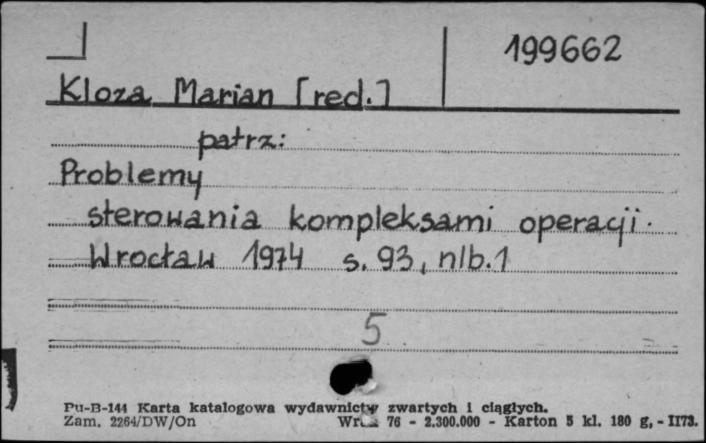 199662
Kloza Marian [red.]
patrz:
Problemy
sterowania kompleksami operacji.
Wrocław 1974 s. 93, nlb. 1
5
Pu-B-144 Karta katalogowa wydawnictw zwartych i ciągłych.
Zam. 2264/DW/On 76 - 2.300.000 - Karton 5 kl. 180 g, - II73.